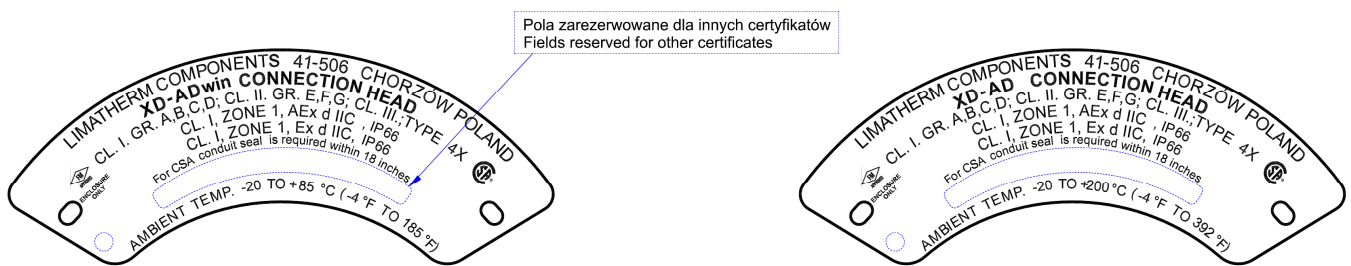 Pola zarezerwowane dla innych certyfikatów
Fields reserved for other certificates
LIMATHERM COMPONENTS 41-506 CHORZÓW POLAND
XD-ADwin CONNECTION HEAD
CL. I. GR. A,B,C,D; CL. II. GR. E,F,G; CL. III.;TYPE 4X
CL. I, ZONE 1, AEx d IIC , IP66
CL. I, ZONE 1, Ex d IIC, IP66
For CSA conduit seal is required within 18 inches
FM
APPROVED
ENCLOSURE
ONLY
AMBIENT TEMP. -20 TO +85 °C ( -4 °F TO 185 °F)
LIMATHERM COMPONENTS 41-506 CHORZÓW POLAND
XD-AD CONNECTION HEAD
CL. I. GR. A,B,C,D; CL. II. GR. E,F,G; CL. III.;TYPE 4X
CL. I, ZONE 1, AEx d IIC , IP66
CL. I, ZONE 1, Ex d IIC, IP66
For CSA conduit seal is required within 18 inches
FM
APPROVED
ENCLOSURE
ONLY
AMBIENT TEMP. -20 TO +200 °C ( -4 °F TO 392 °F)